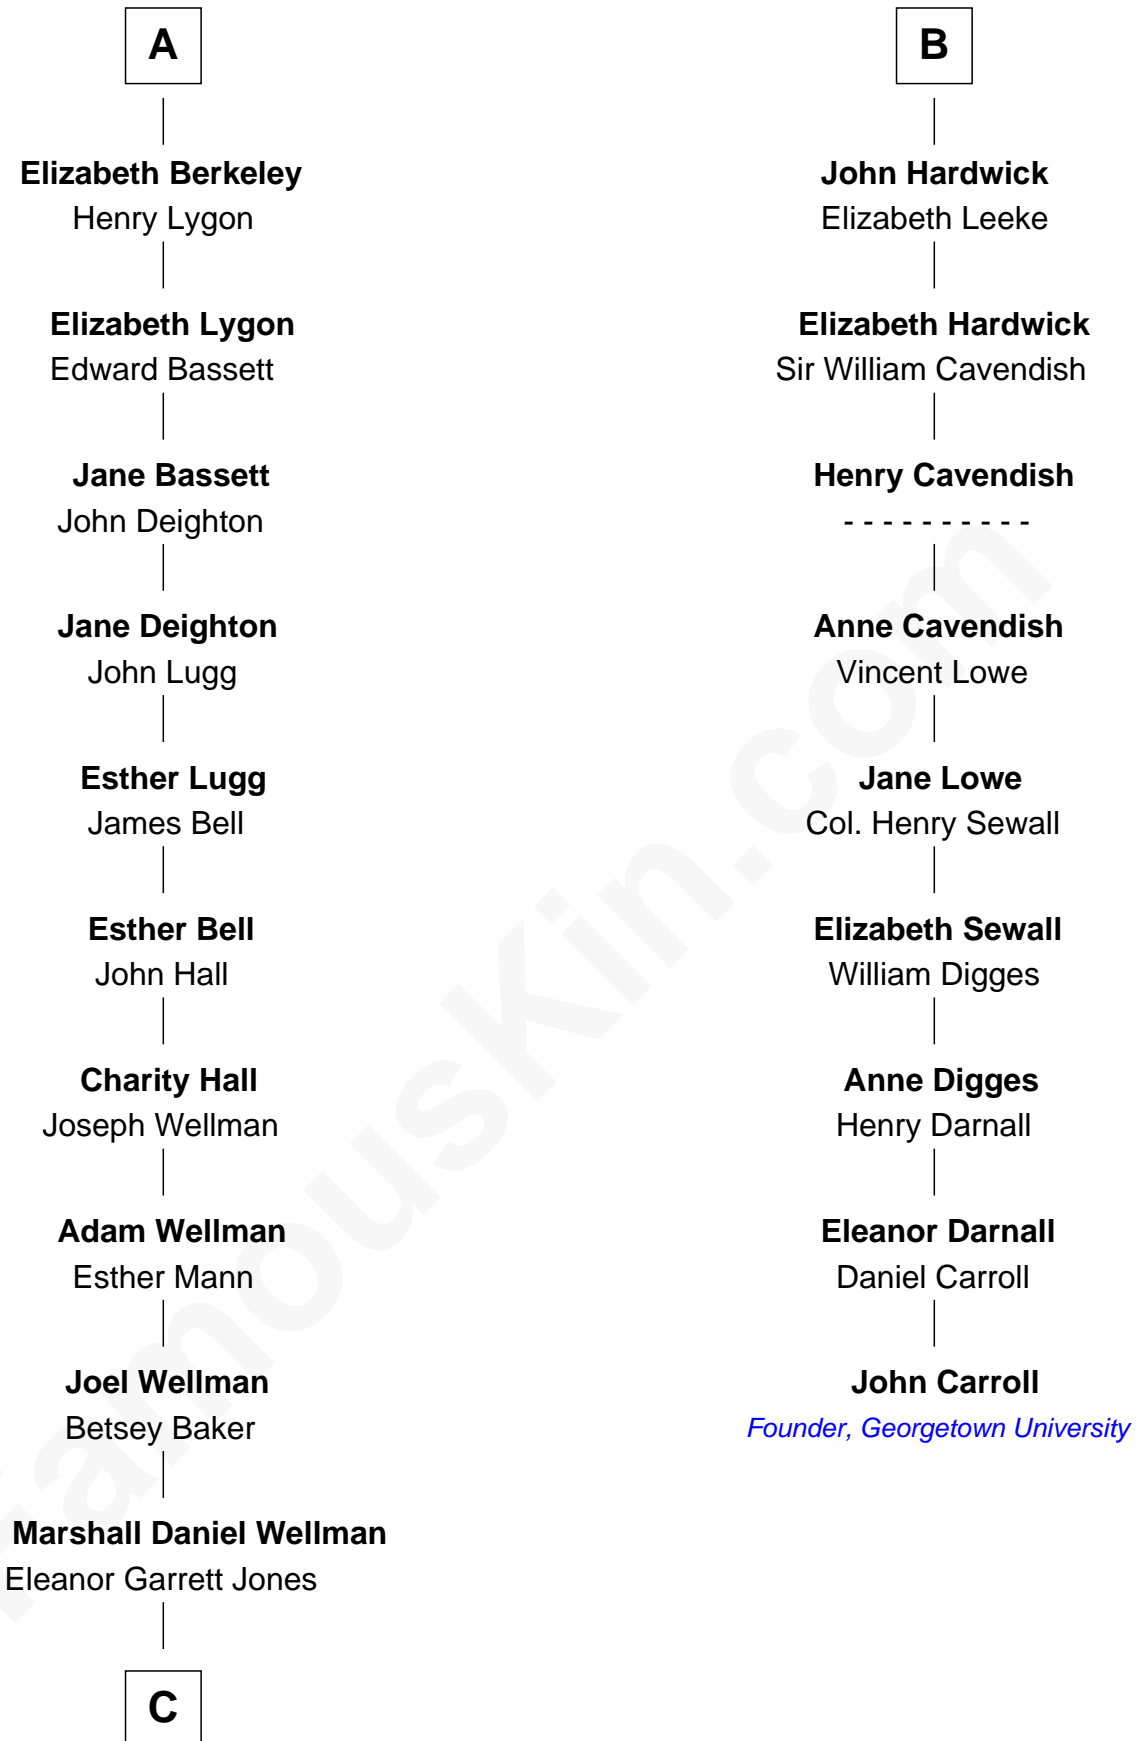 A
Elizabeth Berkeley
Henry Lygon
Elizabeth Lygon
Edward Bassett
Jane Bassett
John Deighton
Jane Deighton
John Lugg
Esther Lugg
James Bell
Esther Bell
John Hall
Charity Hall
Joseph Wellman
Adam Wellman
Esther Mann
Joel Wellman
Betsey Baker
Marshall Daniel Wellman
Eleanor Garrett Jones
C
B
John Hardwick
Elizabeth Leeke
Elizabeth Hardwick
Sir William Cavendish
Henry Cavendish
- - - - - - - - - -
Anne Cavendish
Vincent Lowe
Jane Lowe
Col. Henry Sewall
Elizabeth Sewall
William Digges
Anne Digges
Henry Darnall
Eleanor Darnall
Daniel Carroll
John Carroll
Founder, Georgetown University
FamousKin.com